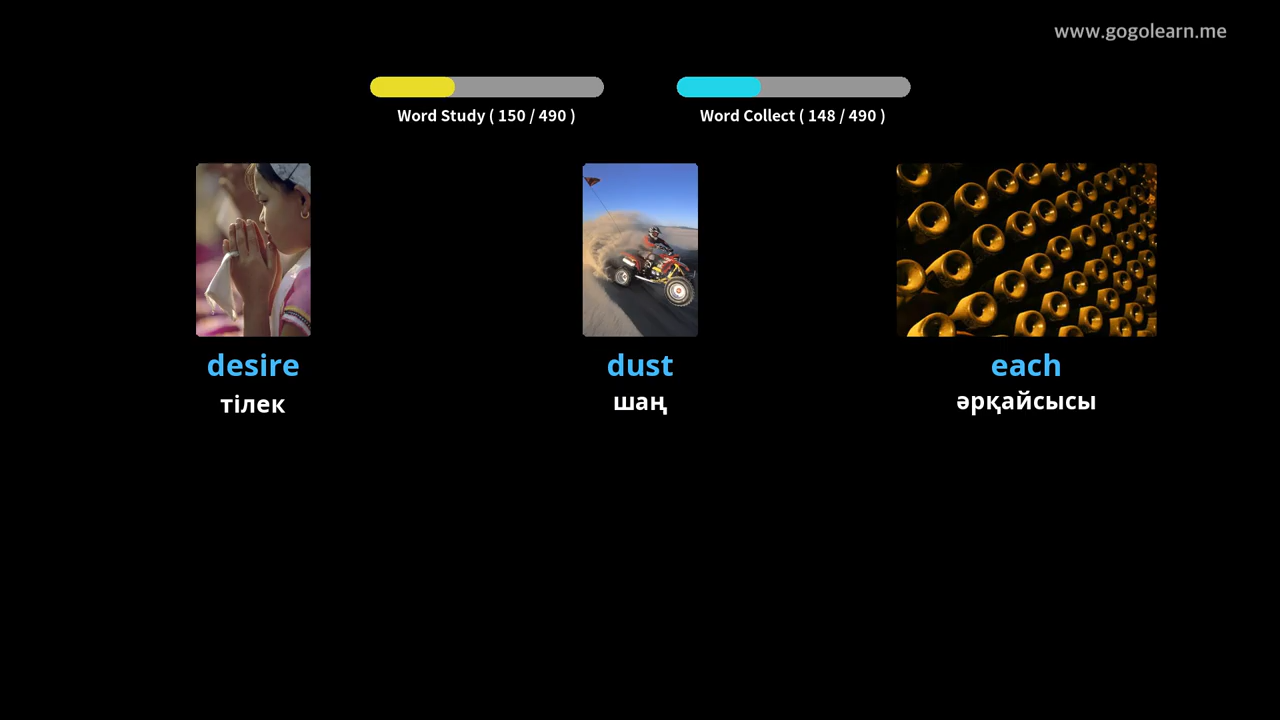 www.gogolearn.me
Word Study ( 150 / 490 )
Word Collect ( 148 / 490 )
desire
dust
each
тілек
шаң
әрқайсысы